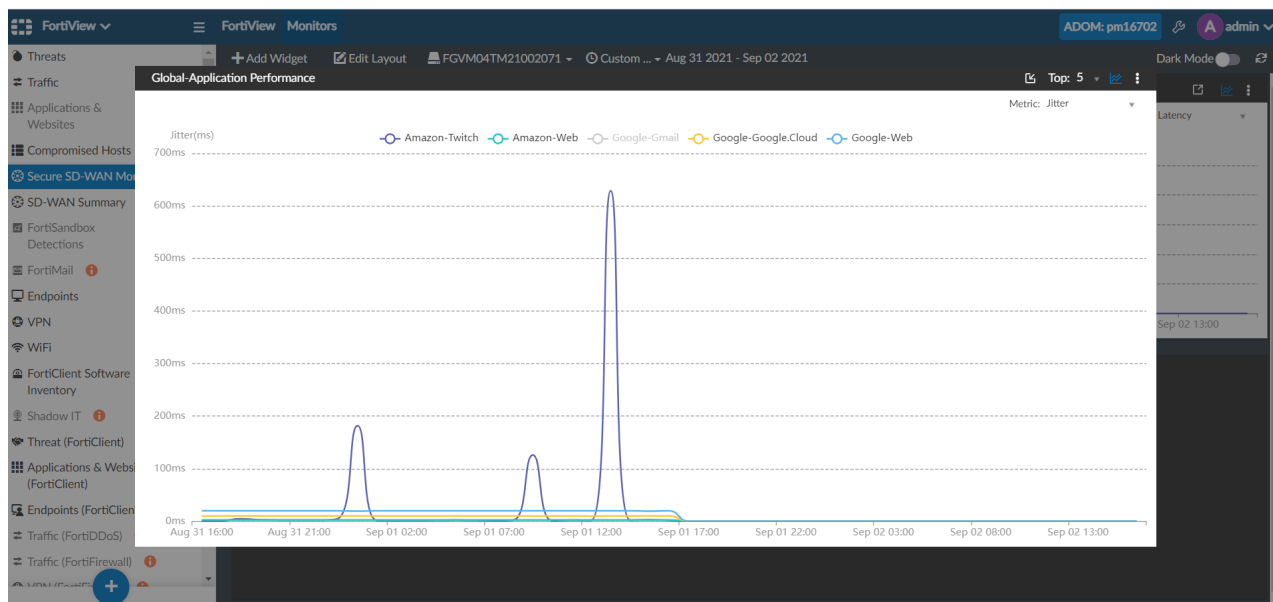 FortiView
FortiView Monitors
ADOM: pm16702
A admin
Threats
Traffic
Applications &
Websites
Compromised Hosts
Secure SD-WAN Mo
SD-WAN Summary
FortiSandbox
Detections
FortiMail
Endpoints
VPN
WiFi
FortiClient Software
Inventory
Shadow IT
Threat (FortiClient)
Applications & Webs
(FortiClient)
Endpoints (FortiClien
Traffic (FortiDDoS)
Traffic (FortiFirewall)
+
+ Add Widget Edit Layout FGVM04TM21002071 Custom ... Aug 31 2021 - Sep 02 2021
Dark Mode
Global-Application Performance
Top: 5
Metric: Jitter
Latency
Jitter(ms)
Amazon-Twitch Amazon-Web Google-Gmail Google-Google.Cloud Google-Web
700ms
600ms
500ms
400ms
300ms
200ms
100ms
0ms
Aug 31 16:00 Aug 31 21:00 Sep 01 02:00 Sep 01 07:00 Sep 01 12:00 Sep 01 17:00 Sep 01 22:00 Sep 02 03:00 Sep 02 08:00 Sep 02 13:00
Sep 02 13:00